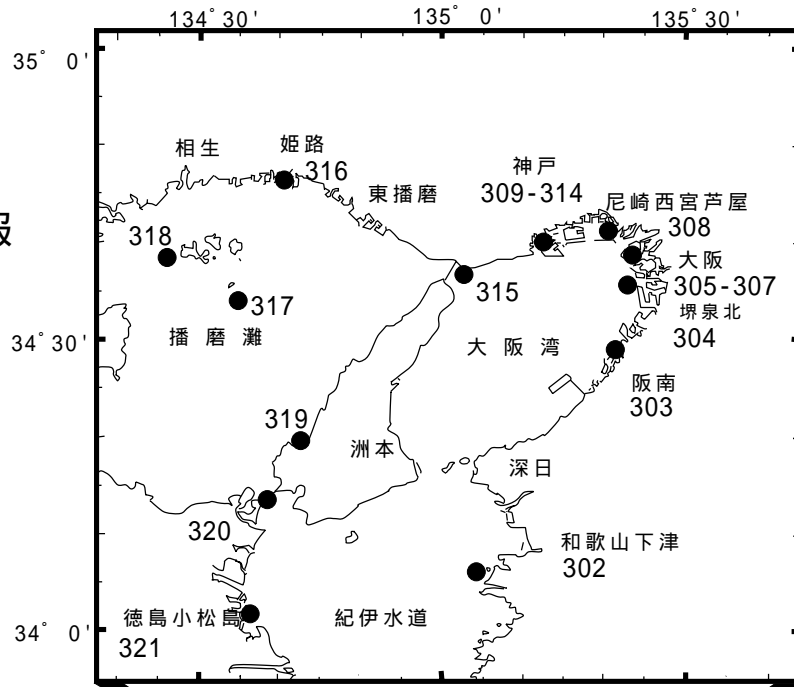 134° 30'
135° 0'
135° 30'
35° 0'
姫路
316
相生
神戸
309-314
東播磨
尼崎西宮芦屋
308
報
318
大阪
305-307
317
315
堺泉北
304
播磨灘
34° 30'
大阪湾
阪南
303
319
洲本
深日
320
和歌山下津
302
徳島小松島
321
紀伊水道
34° 0'